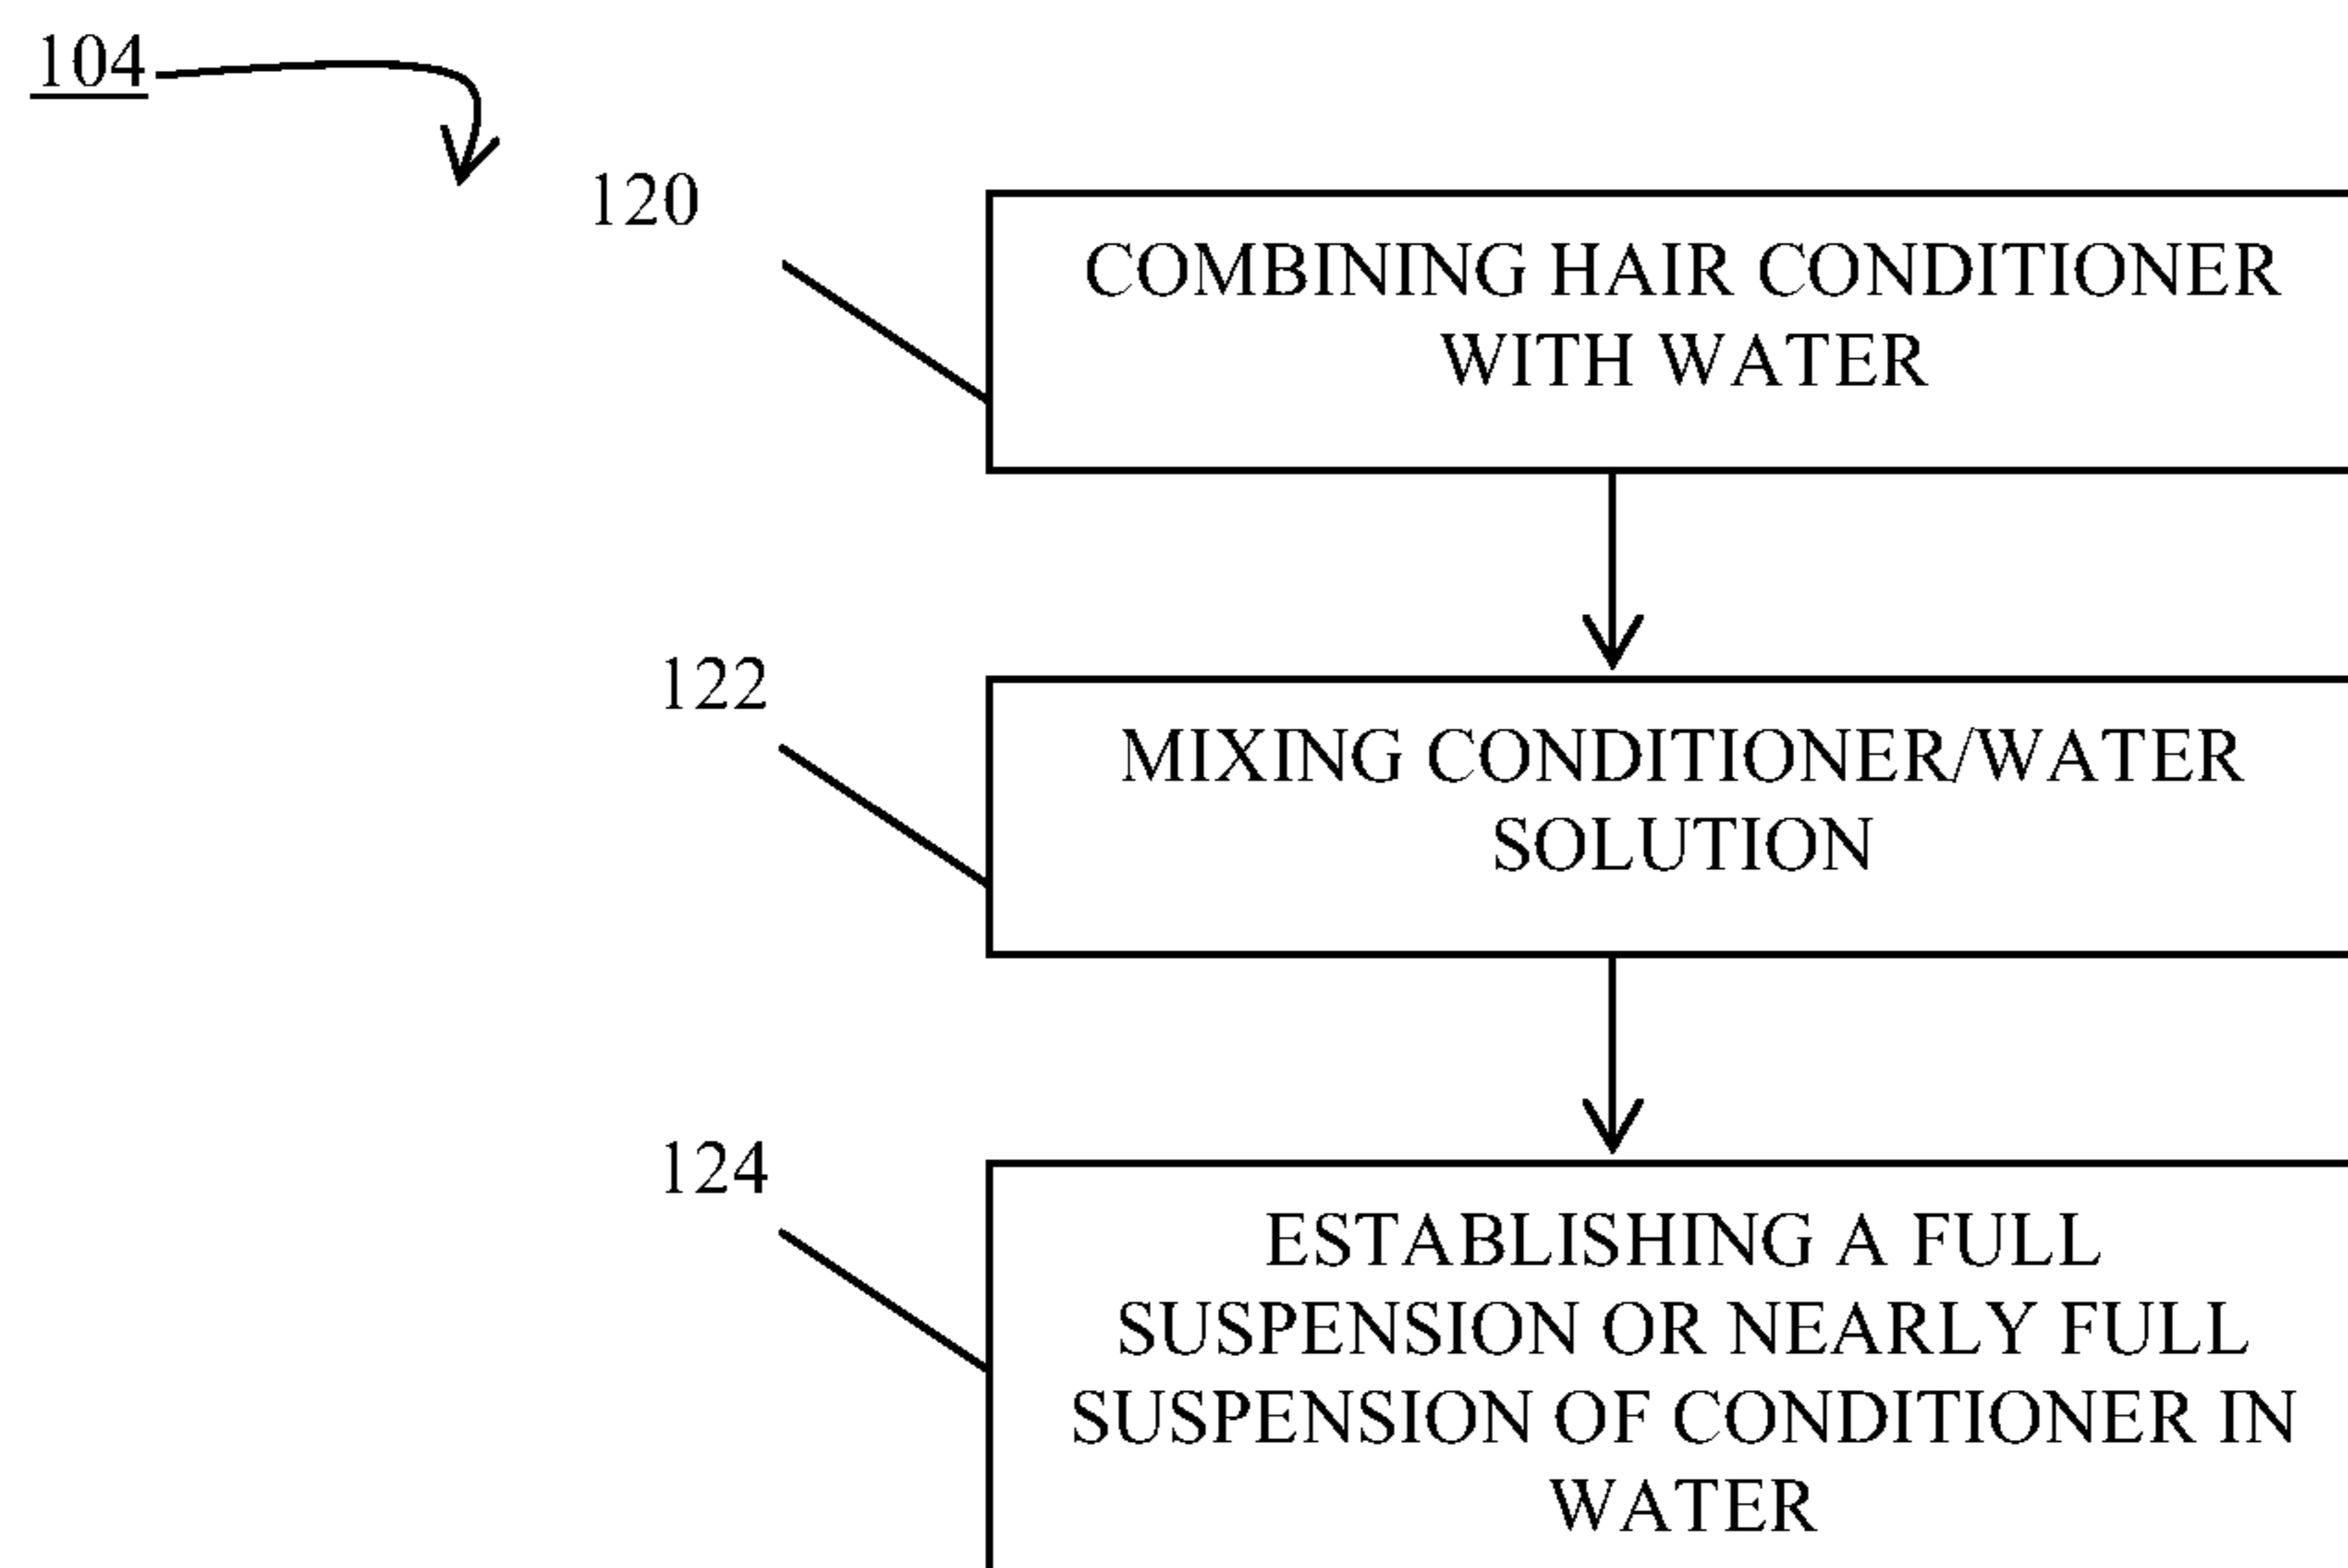 104
120
COMBINING HAIR CONDITIONER
WITH WATER
122
MIXING CONDITIONER/WATER
SOLUTION
124
ESTABLISHING A FULL
SUSPENSION OR NEARLY FULL
SUSPENSION OF CONDITIONER IN
WATER